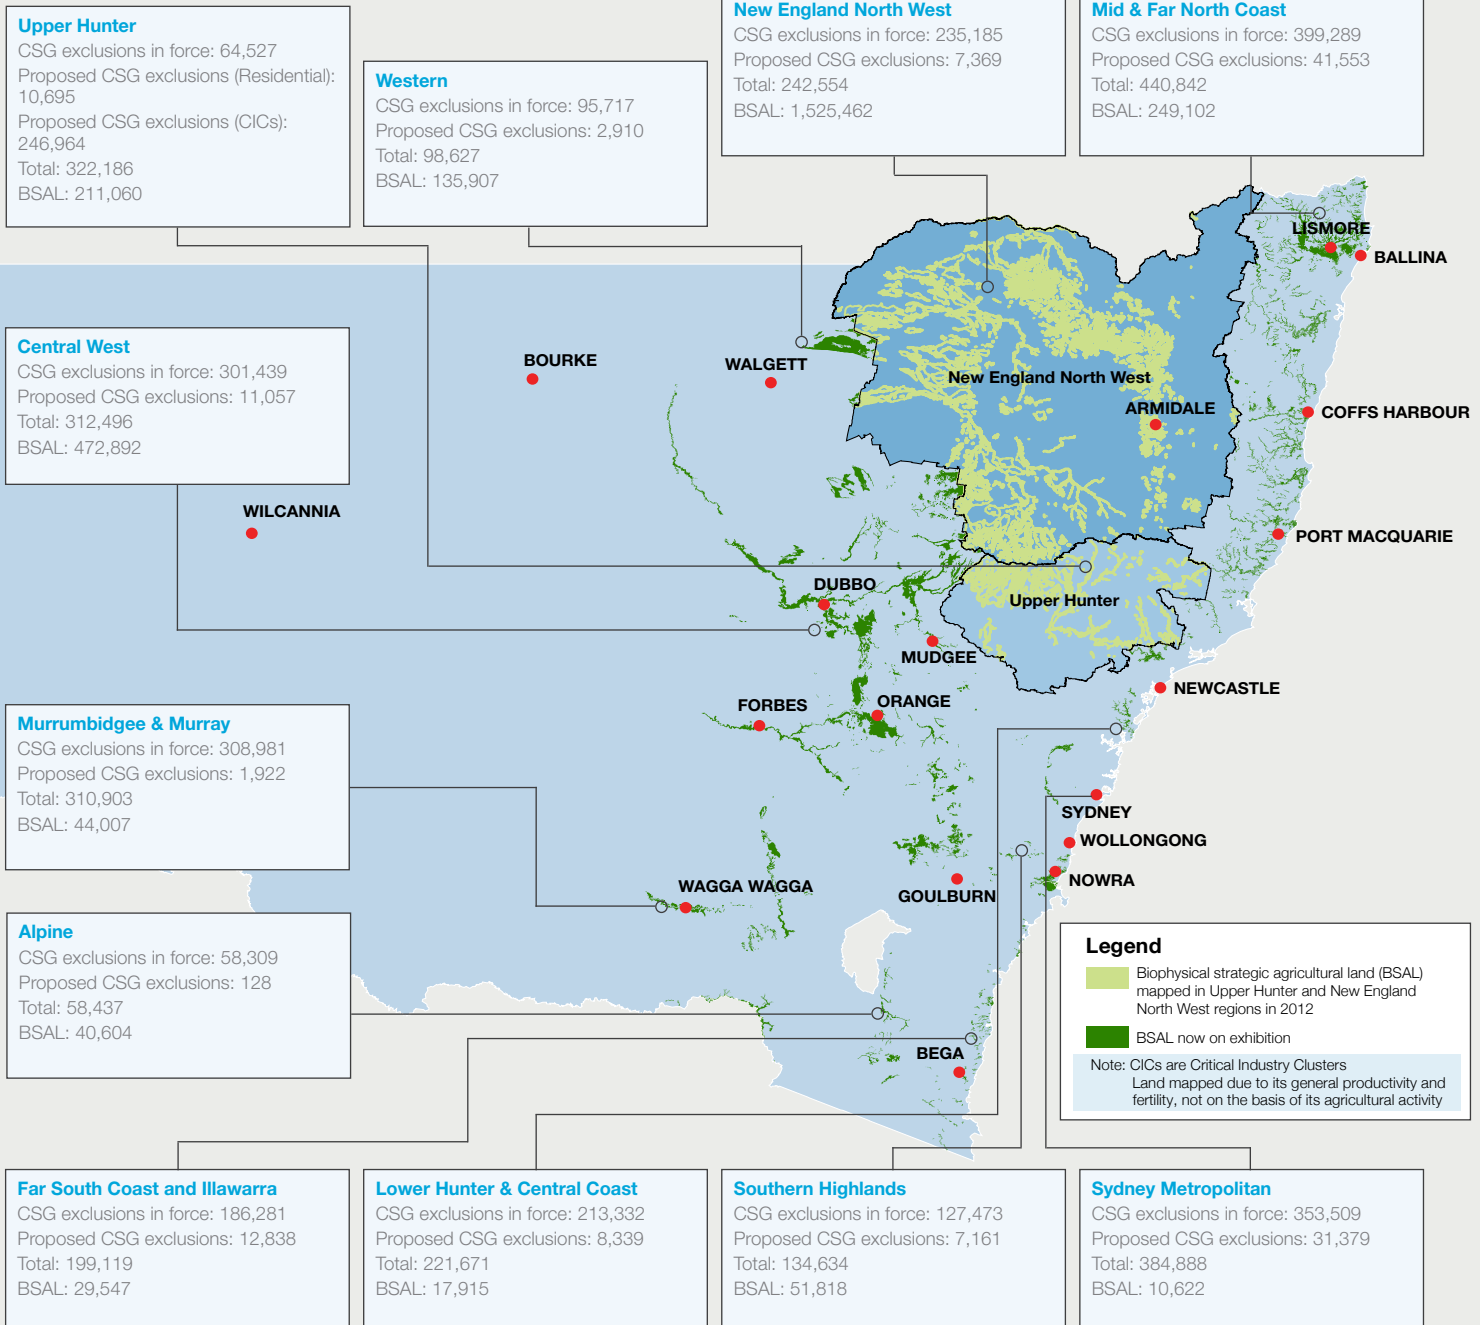 Upper Hunter
CSG exclusions in force: 64,527
Proposed CSG exclusions (Residential):
10,695
Proposed CSG exclusions (CICs):
246,964
Total: 322,186
BSAL: 211,060
Western
CSG exclusions in force: 95,717
Proposed CSG exclusions: 2,910
Total: 98,627
BSAL: 135,907
New England North West
CSG exclusions in force: 235,185
Proposed CSG exclusions: 7,369
Total: 242,554
BSAL: 1,525,462
Mid & Far North Coast
CSG exclusions in force: 399,289
Proposed CSG exclusions: 41,553
Total: 440,842
BSAL: 249,102
Central West
CSG exclusions in force: 301,439
Proposed CSG exclusions: 11,057
Total: 312,496
BSAL: 472,892
Murrumbidgee & Murray
CSG exclusions in force: 308,981
Proposed CSG exclusions: 1,922
Total: 310,903
BSAL: 44,007
Alpine
CSG exclusions in force: 58,309
Proposed CSG exclusions: 128
Total: 58,437
BSAL: 40,604
LISMORE
BALLINA
BOURKE
WALGETT
New England North West
ARMIDALE
COFFS HARBOUR
WILCANNIA
PORT MACQUARIE
DUBBO
Upper Hunter
MUDGEE
NEWCASTLE
FORBES
ORANGE
SYDNEY
WOLLONGONG
NOWRA
WAGGA WAGGA
GOULBURN
BEGA
Legend
Biophysical strategic agricultural land (BSAL)
mapped in Upper Hunter and New England
North West regions in 2012
BSAL now on exhibition
Note: CICs are Critical Industry Clusters
Land mapped due to its general productivity and
fertility, not on the basis of its agricultural activity
Far South Coast and Illawarra
CSG exclusions in force: 186,281
Proposed CSG exclusions: 12,838
Total: 199,119
BSAL: 29,547
Lower Hunter & Central Coast
CSG exclusions in force: 213,332
Proposed CSG exclusions: 8,339
Total: 221,671
BSAL: 17,915
Southern Highlands
CSG exclusions in force: 127,473
Proposed CSG exclusions: 7,161
Total: 134,634
BSAL: 51,818
Sydney Metropolitan
CSG exclusions in force: 353,509
Proposed CSG exclusions: 31,379
Total: 384,888
BSAL: 10,622